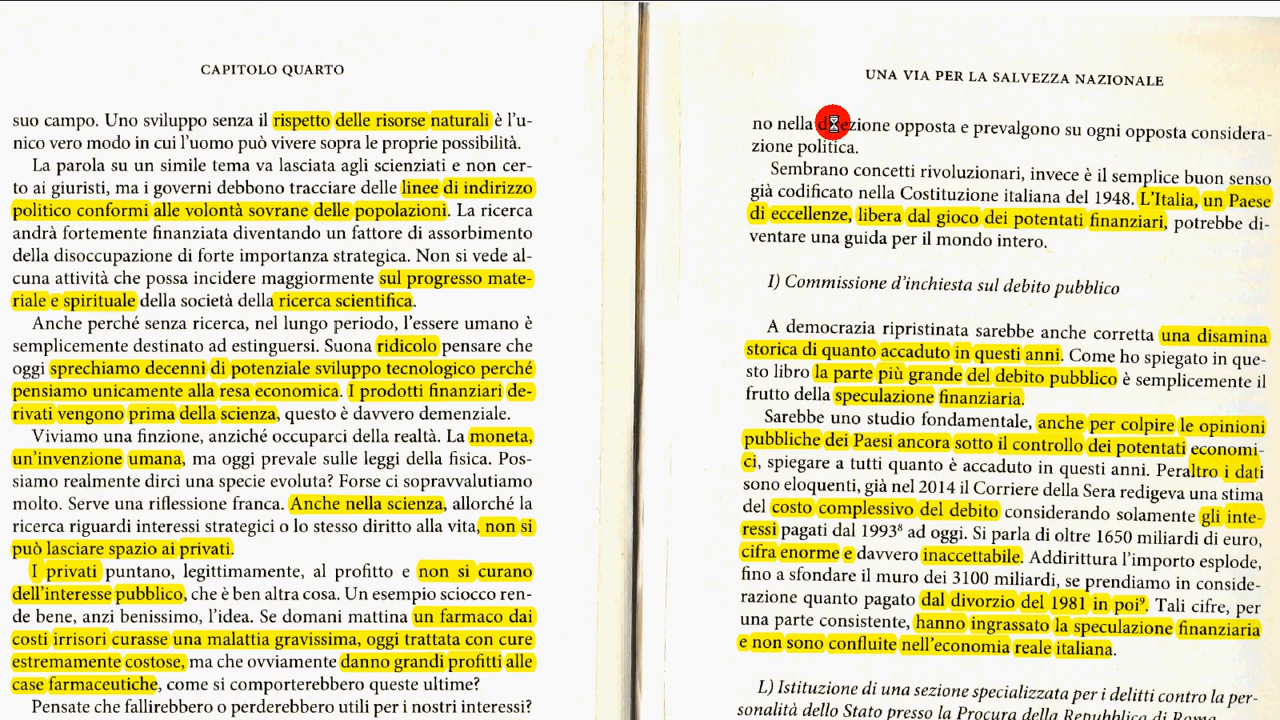 CAPITOLO QUARTO
suo campo. Uno sviluppo senza il rispetto delle risorse naturali è l'u-
nico vero modo in cui l'uomo può vivere sopra le proprie possibilità.
La parola su un simile tema va lasciata agli scienziati e non cer-
to ai giuristi, ma i governi debbono tracciare delle linee di indirizzo
politico conformi alle volontà sovrane delle popolazioni. La ricerca
andrà fortemente finanziata diventando un fattore di assorbimento
della disoccupazione di forte importanza strategica. Non si vede al-
cuna attività che possa incidere maggiormente sul progresso mate-
riale e spirituale della società della ricerca scientifica.
Anche perché senza ricerca, nel lungo periodo, l'essere umano è
semplicemente destinato ad estinguersi. Suona ridicolo pensare che
oggi sprechiamo decenni di potenziale sviluppo tecnologico perché
pensiamo unicamente alla resa economica. I prodotti finanziari de-
rivati vengono prima della scienza, questo è davvero demenziale.
Viviamo una finzione, anziché occuparci della realtà. La moneta,
un'invenzione umana, ma oggi prevale sulle leggi della fisica. Pos-
siamo realmente dirci una specie evoluta? Forse ci sopravvalutiamo
molto. Serve una riflessione franca. Anche nella scienza, allorché la
ricerca riguardi interessi strategici o lo stesso diritto alla vita, non si
può lasciare spazio ai privati.
I privati puntano, legittimamente, al profitto e non si curano
dell'interesse pubblico, che è ben altra cosa. Un esempio sciocco ren-
de bene, anzi benissimo, l'idea. Se domani mattina un farmaco dai
costi irrisori curasse una malattia gravissima, oggi trattata con cure
estremamente costose, ma che ovviamente danno grandi profitti alle
case farmaceutiche, come si comporterebbero queste ultime?
Pensate che fallirebbero o perderebbero utili per i nostri interessi?
UNA VIA PER LA SALVEZZA NAZIONALE
no nella direzione opposta e prevalgono su ogni opposta considera-
zione politica.
Sembrano concetti rivoluzionari, invece è il semplice buon senso
già codificato nella Costituzione italiana del 1948. L'Italia, un Paese
di eccellenze, libera dal gioco dei potentati finanziari, potrebbe di-
ventare una guida per il mondo intero.
I) Commissione d'inchiesta sul debito pubblico
A democrazia ripristinata sarebbe anche corretta una disamina
storica di quanto accaduto in questi anni. Come ho spiegato in que-
sto libro la parte più grande del debito pubblico è semplicemente il
frutto della speculazione finanziaria.
Sarebbe uno studio fondamentale, anche per colpire le opinioni
pubbliche dei Paesi ancora sotto il controllo dei potentati economi-
ci, spiegare a tutti quanto è accaduto in questi anni. Peraltro i dati
sono eloquenti, già nel 2014 il Corriere della Sera redigeva una stima
del costo complessivo del debito considerando solamente gli inte-
ressi pagati dal 1993⁸ ad oggi. Si parla di oltre 1650 miliardi di euro,
cifra enorme e davvero inaccettabile. Addirittura l'importo esplode,
fino a sfondare il muro dei 3100 miliardi, se prendiamo in conside-
razione quanto pagato dal divorzio del 1981 in poi⁹. Tali cifre, per
una parte consistente, hanno ingrassato la speculazione finanziaria
e non sono confluite nell'economia reale italiana.
L) Istituzione di una sezione specializzata per i delitti contro la per-
sonalità dello Stato presso la Procura della Repubblica di Roma